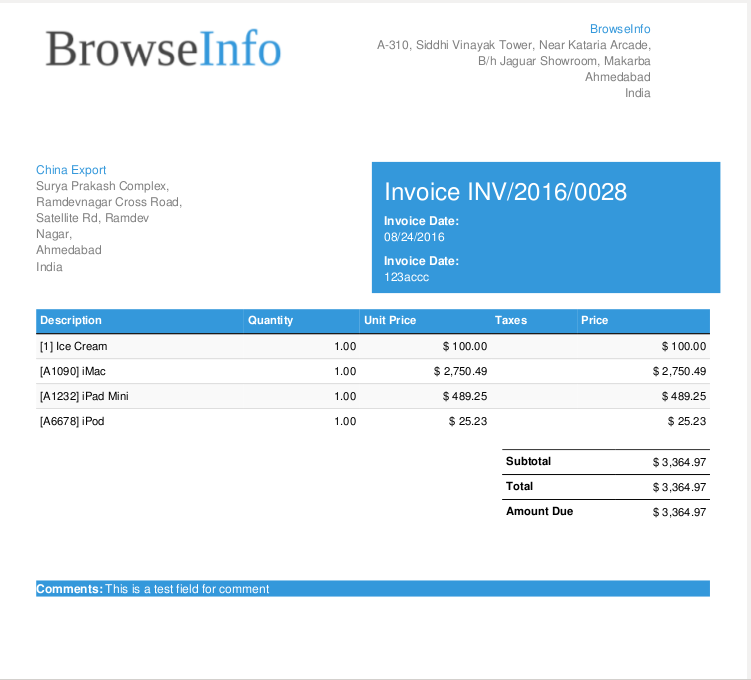 BrowseInfo
BrowseInfo
A-310, Siddhi Vinayak Tower, Near Kataria Arcade,
B/h Jaguar Showroom, Makarba
Ahmedabad
India
China Export
Surya Prakash Complex,
Ramdevnagar Cross Road,
Satellite Rd, Ramdev
Nagar,
Ahmedabad
India
Invoice INV/2016/0028
Invoice Date:
08/24/2016
Invoice Date:
123accc
Description Quantity Unit Price Taxes Price
[1] Ice Cream 1.00 $ 100.00 $ 100.00
[A1090] iMac 1.00 $ 2,750.49 $ 2,750.49
[A1232] iPad Mini 1.00 $ 489.25 $ 489.25
[A6678] iPod 1.00 $ 25.23 $ 25.23
Subtotal $ 3,364.97
Total $ 3,364.97
Amount Due $ 3,364.97
Comments: This is a test field for comment